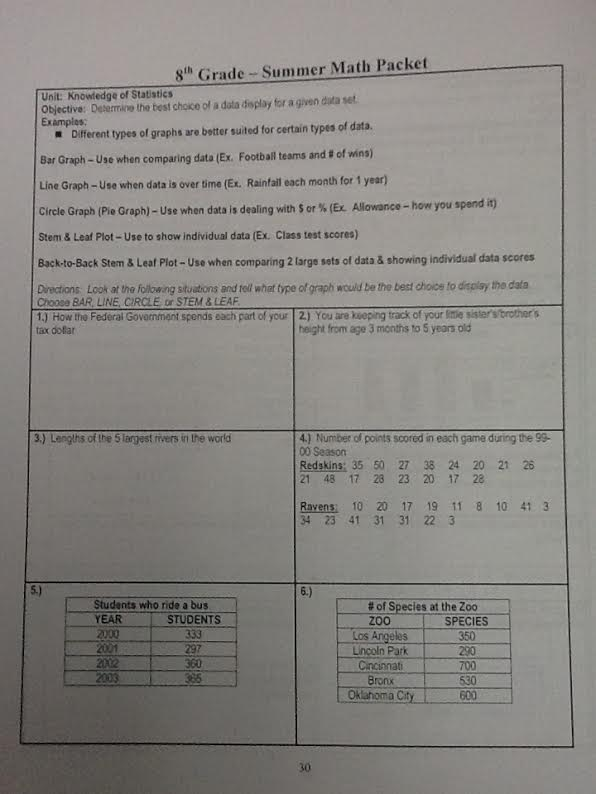 8th Grade – Summer Math Packet
Unit: Knowledge of Statistics
Objective: Determine the best choice of a data display for a given data set.
Examples:
■ Different types of graphs are better suited for certain types of data.
Bar Graph – Use when comparing data (Ex. Football teams and # of wins)
Line Graph – Use when data is over time (Ex. Rainfall each month for 1 year)
Circle Graph (Pie Graph) – Use when data is dealing with $ or % (Ex. Allowance – how you spend it)
Stem & Leaf Plot – Use to show individual data (Ex. Class test scores)
Back-to-Back Stem & Leaf Plot – Use when comparing 2 large sets of data & showing individual data scores
Directions: Look at the following situations and tell what type of graph would be the best choice to display the data.
Choose BAR, LINE, CIRCLE, or STEM & LEAF.
1.) How the Federal Government spends each part of your
tax dollar
2.) You are keeping track of your little sister's/brother's
height from age 3 months to 5 years old
3.) Lengths of the 5 largest rivers in the world
4.) Number of points scored in each game during the 99-
00 Season
Redskins: 35 50 27 38 24 20 21 26
21 48 17 28 23 20 17 28
Ravens: 10 20 17 19 11 8 10 41 3
34 23 41 31 31 22 3
5.)
Students who ride a bus
YEAR STUDENTS
2000 333
2001 297
2002 360
2003 365
6.)
# of Species at the Zoo
ZOO SPECIES
Los Angeles 350
Lincoln Park 290
Cincinnati 700
Bronx 530
Oklahoma City 600
30